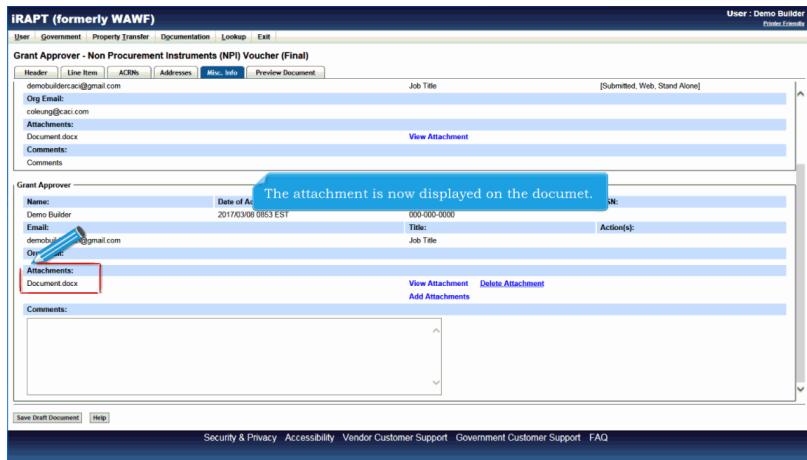 iRAPT (formerly WAWF)
User : Demo Builder
Printer Friendly
User Government Property Transfer Documentation Lookup Exit
Grant Approver - Non Procurement Instruments (NPI) Voucher (Final)
Header Line Item ACRNs Addresses Misc. Info Preview Document
demobuildercaci@gmail.com Job Title [Submitted, Web, Stand Alone]
Org Email:
coleung@caci.com
Attachments:
Document.docx View Attachment
Comments:
Comments
Grant Approver
The attachment is now displayed on the documet.
Name: Date of Ac SN:
Demo Builder 2017/03/08 0853 EST 000-000-0000
Email: Title: Action(s):
demobu @gmail.com Job Title
Attachments:
Document.docx View Attachment Delete Attachment
Add Attachments
Comments:
Save Draft Document Help
Security & Privacy Accessibility Vendor Customer Support Government Customer Support FAQ